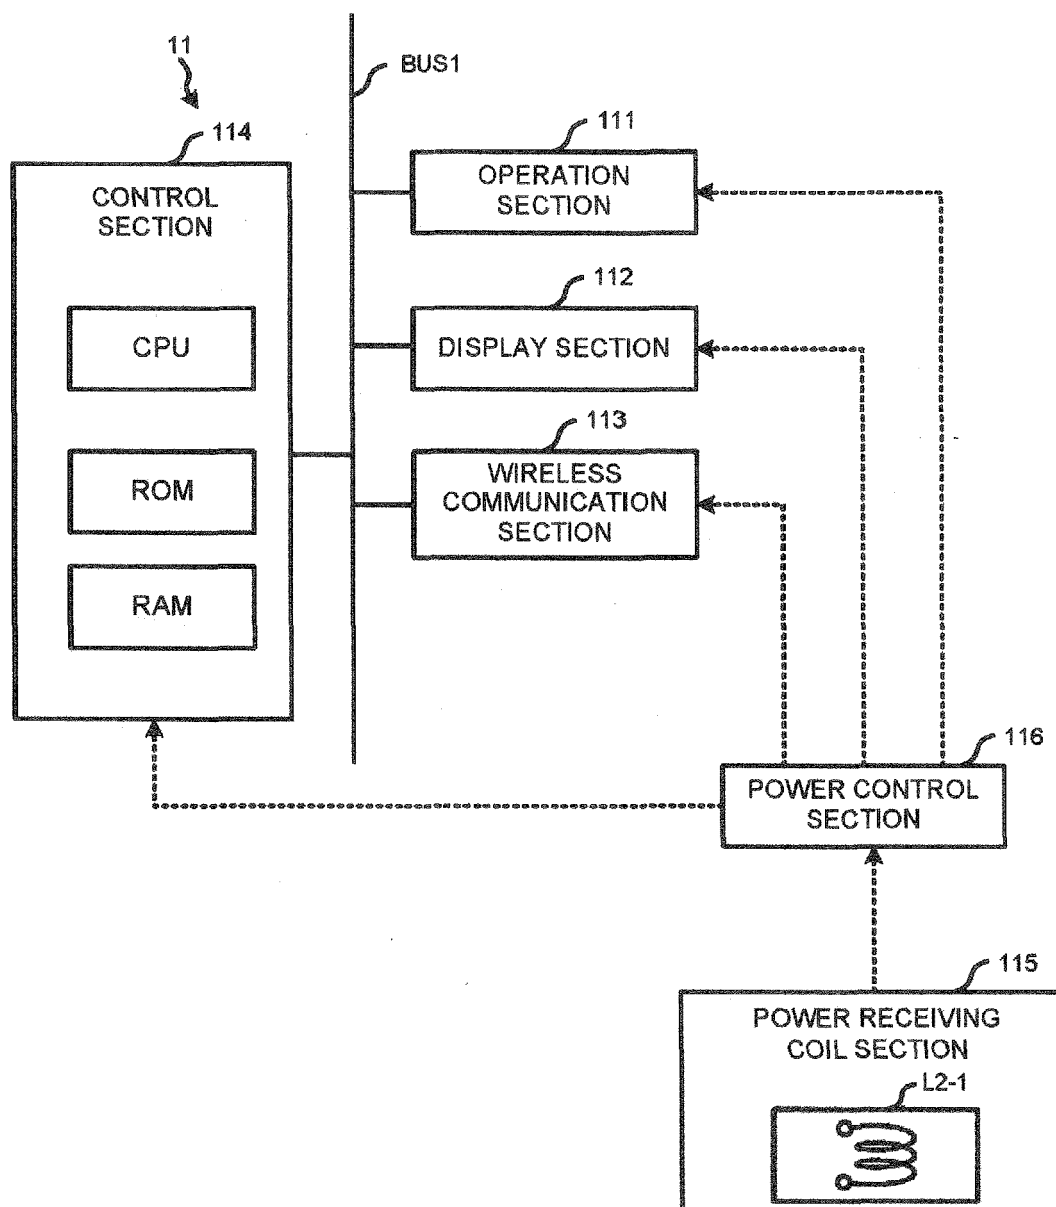 11
BUS1
114
CONTROL
SECTION
CPU
ROM
RAM
111
OPERATION
SECTION
112
DISPLAY SECTION
113
WIRELESS
COMMUNICATION
SECTION
116
POWER CONTROL
SECTION
115
POWER RECEIVING
COIL SECTION
L2-1